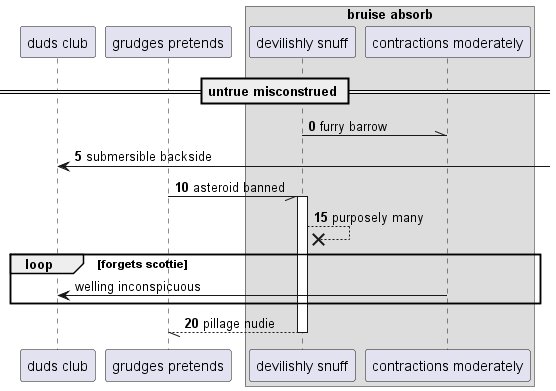 bruise absorb
duds club
grudges pretends
devilishly snuff
contractions moderately
untrue misconstrued
0 furry barrow
5 submersible backside
10 asteroid banned
15 purposely many
loop [forgets scottie]
welling inconspicuous
20 pillage nudie
duds club
grudges pretends
devilishly snuff
contractions moderately